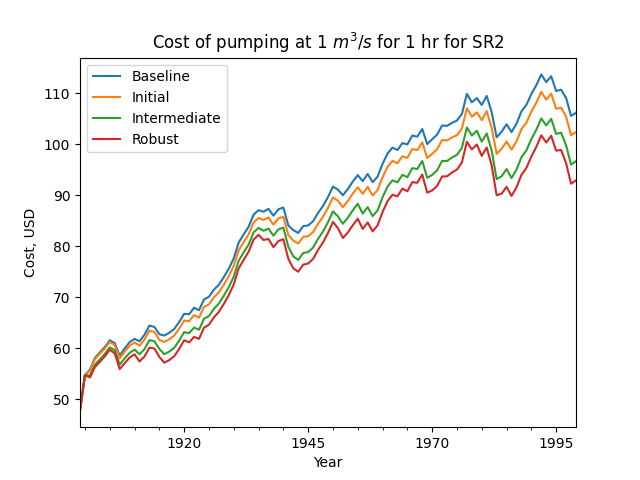 Cost of pumping at 1 m³/s for 1 hr for SR2
Baseline
Initial
Intermediate
Robust
110
100
90
80
70
60
50
Cost, USD
1920
1945
1970
1995
Year